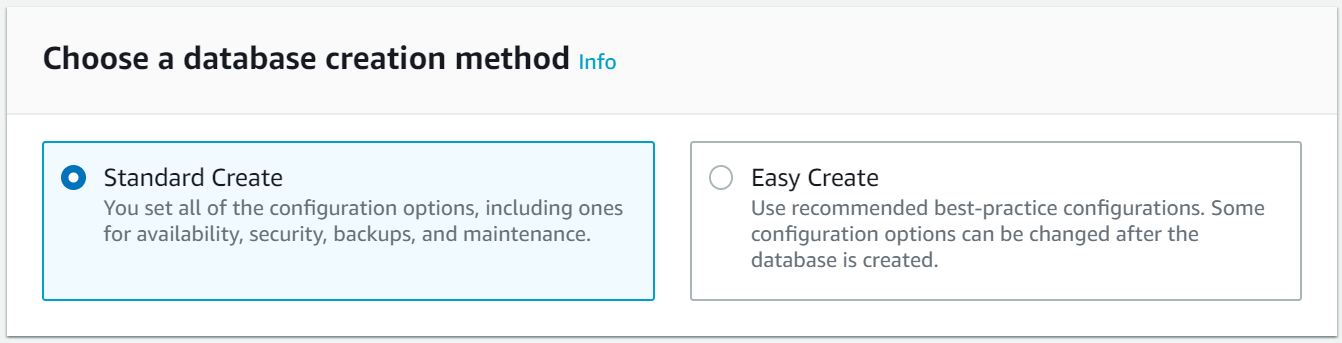 Choose a database creation method Info
Standard Create
You set all of the configuration options, including ones
for availability, security, backups, and maintenance.
Easy Create
Use recommended best-practice configurations. Some
configuration options can be changed after the
database is created.